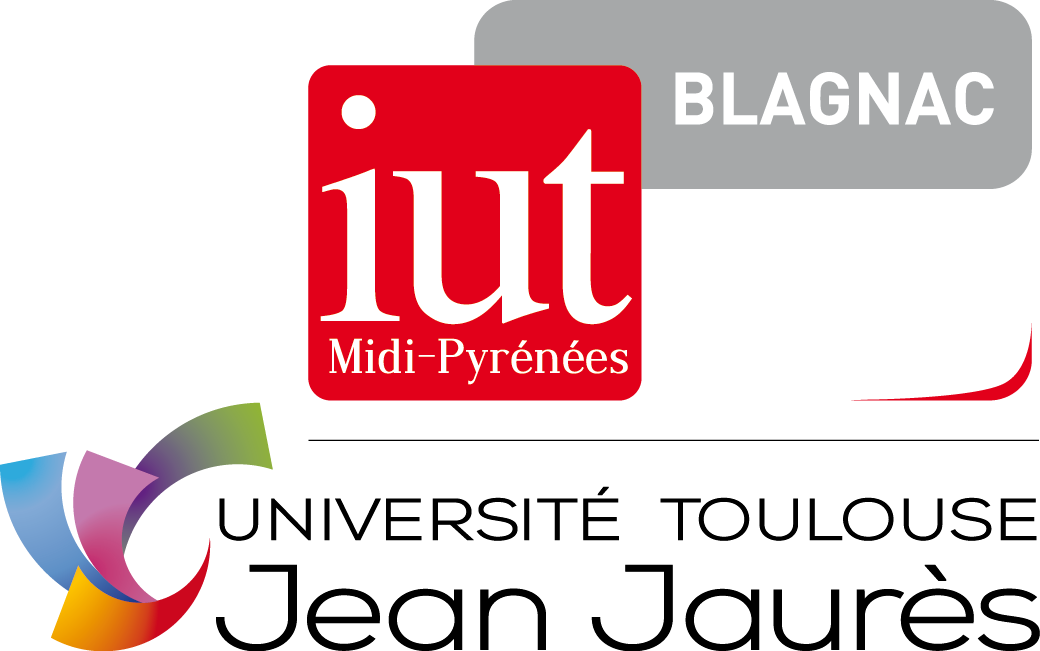 BLAGNAC
iut
Midi-Pyrénées
UNIVERSITÉ TOULOUSE
Jean Jaurès